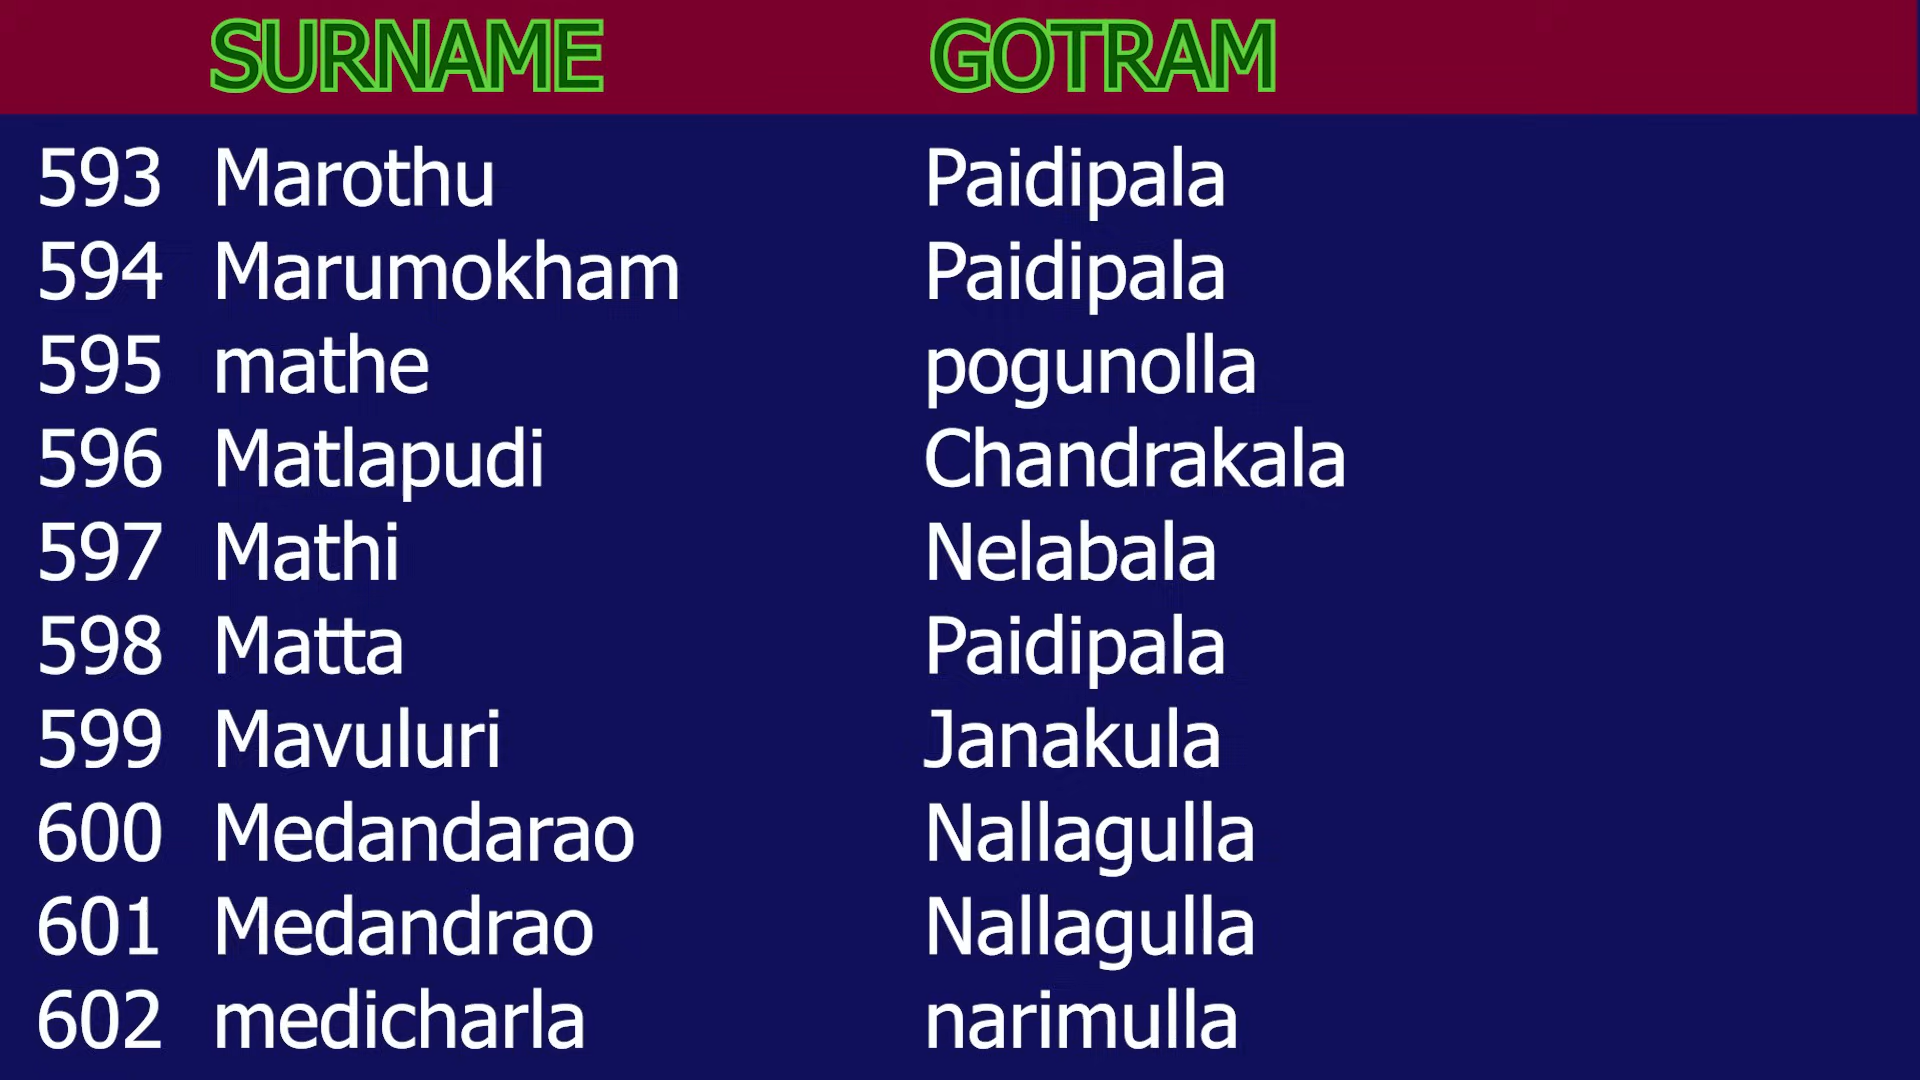 SURNAME GOTRAM
593 Marothu Paidipala
594 Marumokham Paidipala
595 mathe pogunolla
596 Matlapudi Chandrakala
597 Mathi Nelabala
598 Matta Paidipala
599 Mavuluri Janakula
600 Medandarao Nallagulla
601 Medandrao Nallagulla
602 medicharla narimulla